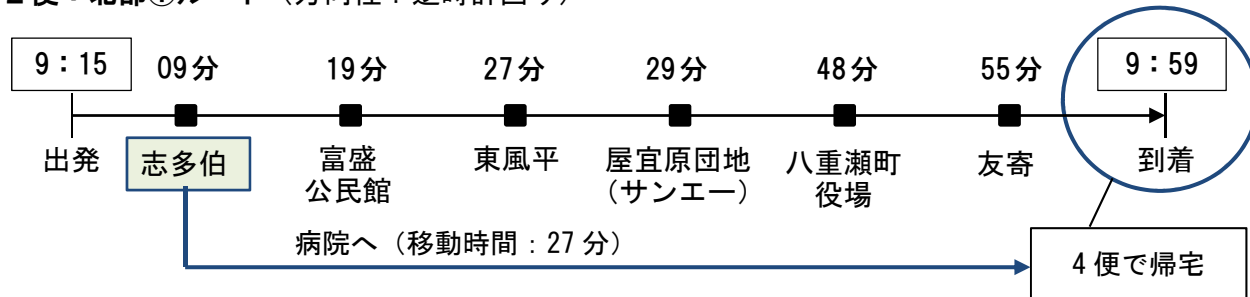 9：15 09分 19分 27分 29分 48分 55分 9：59
出発 志多伯 富盛 東風平 屋宜原団地 八重瀬町 友寄 到着
公民館 （サンエー） 役場
病院へ（移動時間：27分）
4便で帰宅